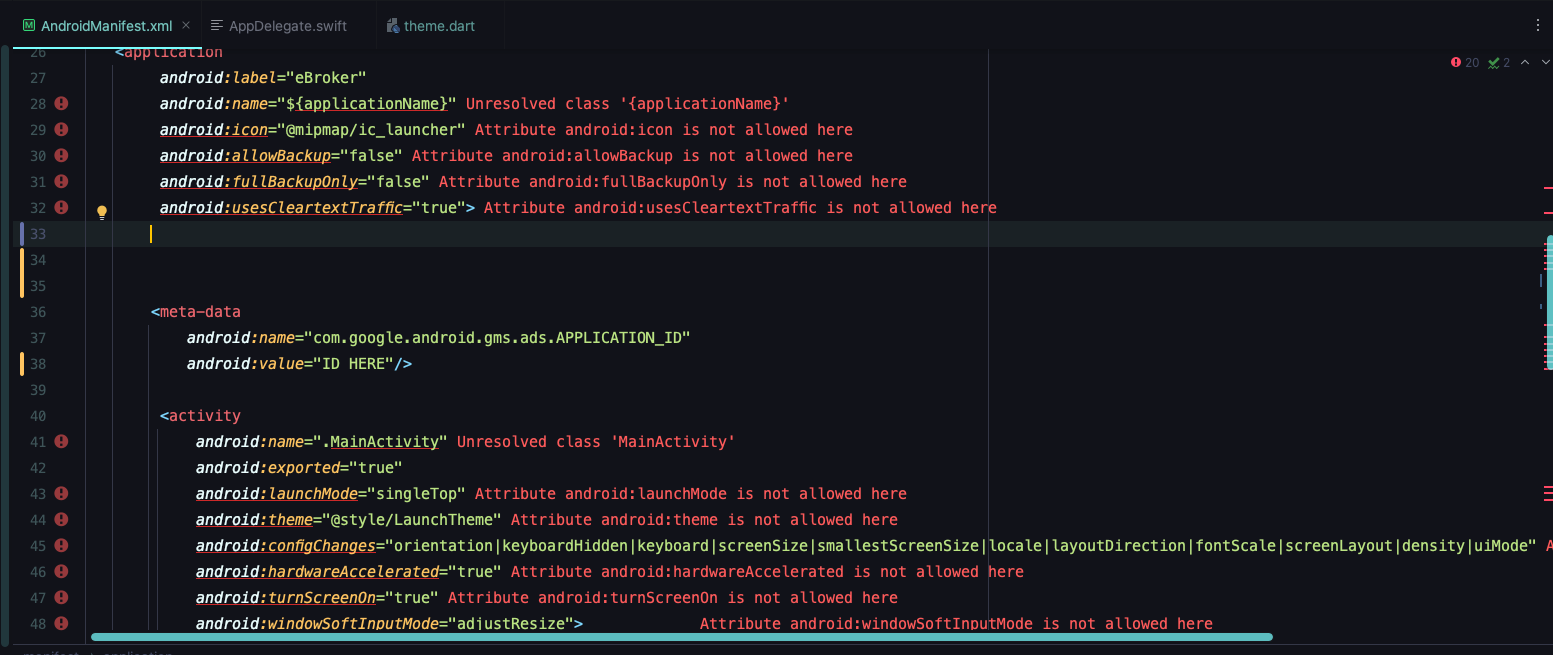 AndroidManifest.xml × AppDelegate.swift theme.dart
26 <application
20 2
27 android:label="eBroker"
28 android:name="${applicationName}" Unresolved class '{applicationName}'
29 android:icon="@mipmap/ic_launcher" Attribute android:icon is not allowed here
30 android:allowBackup="false" Attribute android:allowBackup is not allowed here
31 android:fullBackupOnly="false" Attribute android:fullBackupOnly is not allowed here
32 android:usesCleartextTraffic="true"> Attribute android:usesCleartextTraffic is not allowed here
33
34
35
36 <meta-data
37 android:name="com.google.android.gms.ads.APPLICATION_ID"
38 android:value="ID HERE"/>
39
40 <activity
41 android:name=".MainActivity" Unresolved class 'MainActivity'
42 android:exported="true"
43 android:launchMode="singleTop" Attribute android:launchMode is not allowed here
44 android:theme="@style/LaunchTheme" Attribute android:theme is not allowed here
45 android:configChanges="orientation|keyboardHidden|keyboard|screenSize|smallestScreenSize|locale|layoutDirection|fontScale|screenLayout|density|uiMode" A
46 android:hardwareAccelerated="true" Attribute android:hardwareAccelerated is not allowed here
47 android:turnScreenOn="true" Attribute android:turnScreenOn is not allowed here
48 android:windowSoftInputMode="adjustResize"> Attribute android:windowSoftInputMode is not allowed here
manifest › application